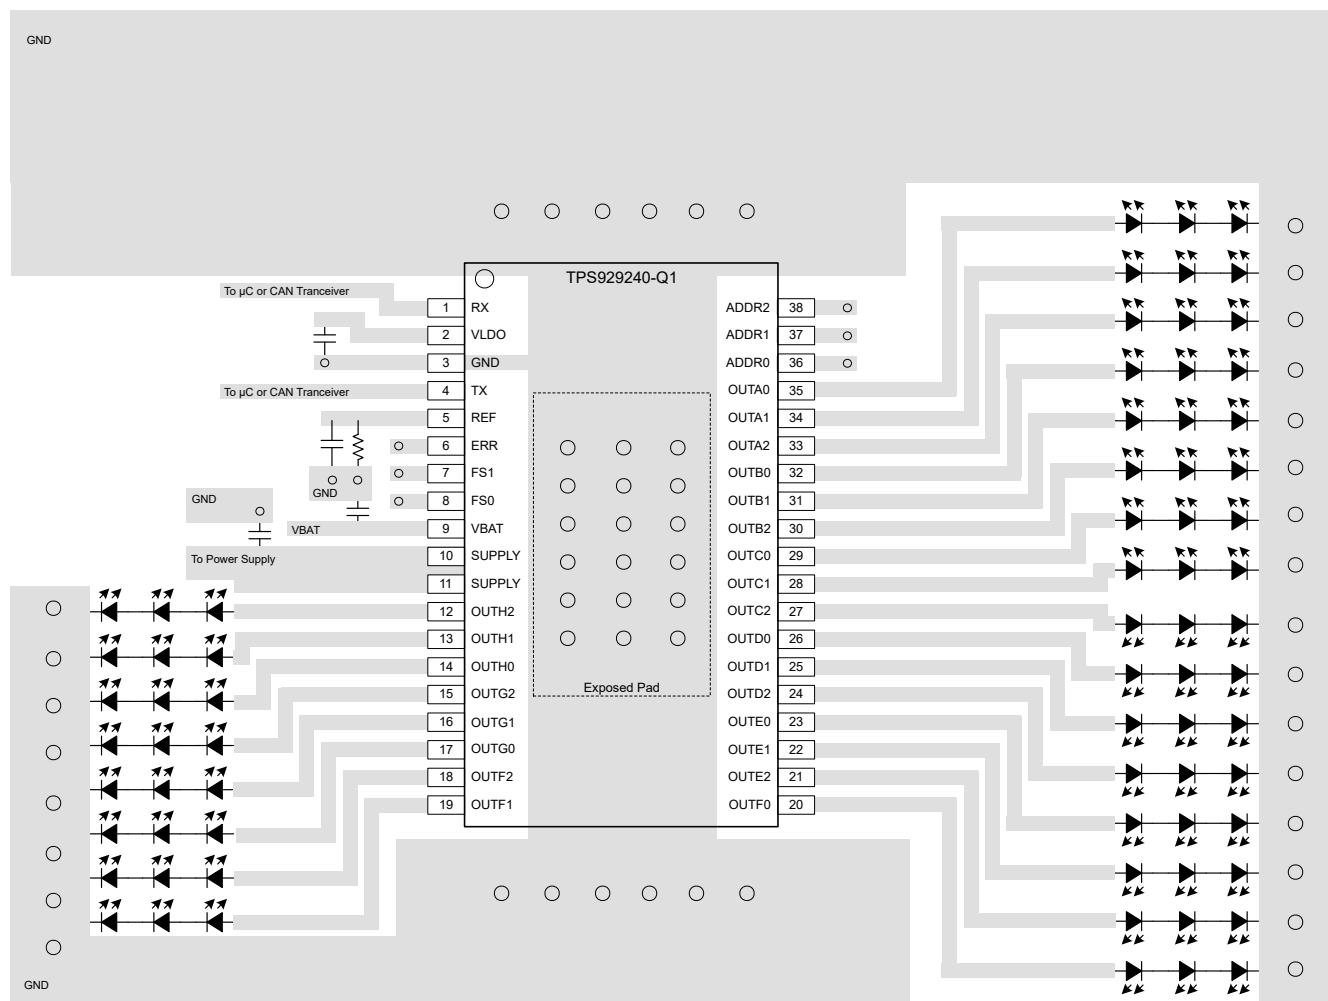 GND
TPS929240-Q1
To µC or CAN Tranceiver
1 RX
ADDR2 38
2 VLDO
ADDR1 37
3 GND
ADDR0 36
To µC or CAN Tranceiver
4 TX
OUTA0 35
5 REF
OUTA1 34
6 ERR
OUTA2 33
7 FS1
OUTB0 32
GND
GND
8 FS0
OUTB1 31
VBAT
9 VBAT
OUTB2 30
To Power Supply
10 SUPPLY
OUTC0 29
11 SUPPLY
OUTC1 28
12 OUTH2
OUTC2 27
13 OUTH1
OUTD0 26
14 OUTH0
OUTD1 25
Exposed Pad
15 OUTG2
OUTD2 24
16 OUTG1
OUTE0 23
17 OUTG0
OUTE1 22
18 OUTF2
OUTE2 21
19 OUTF1
OUTF0 20
GND